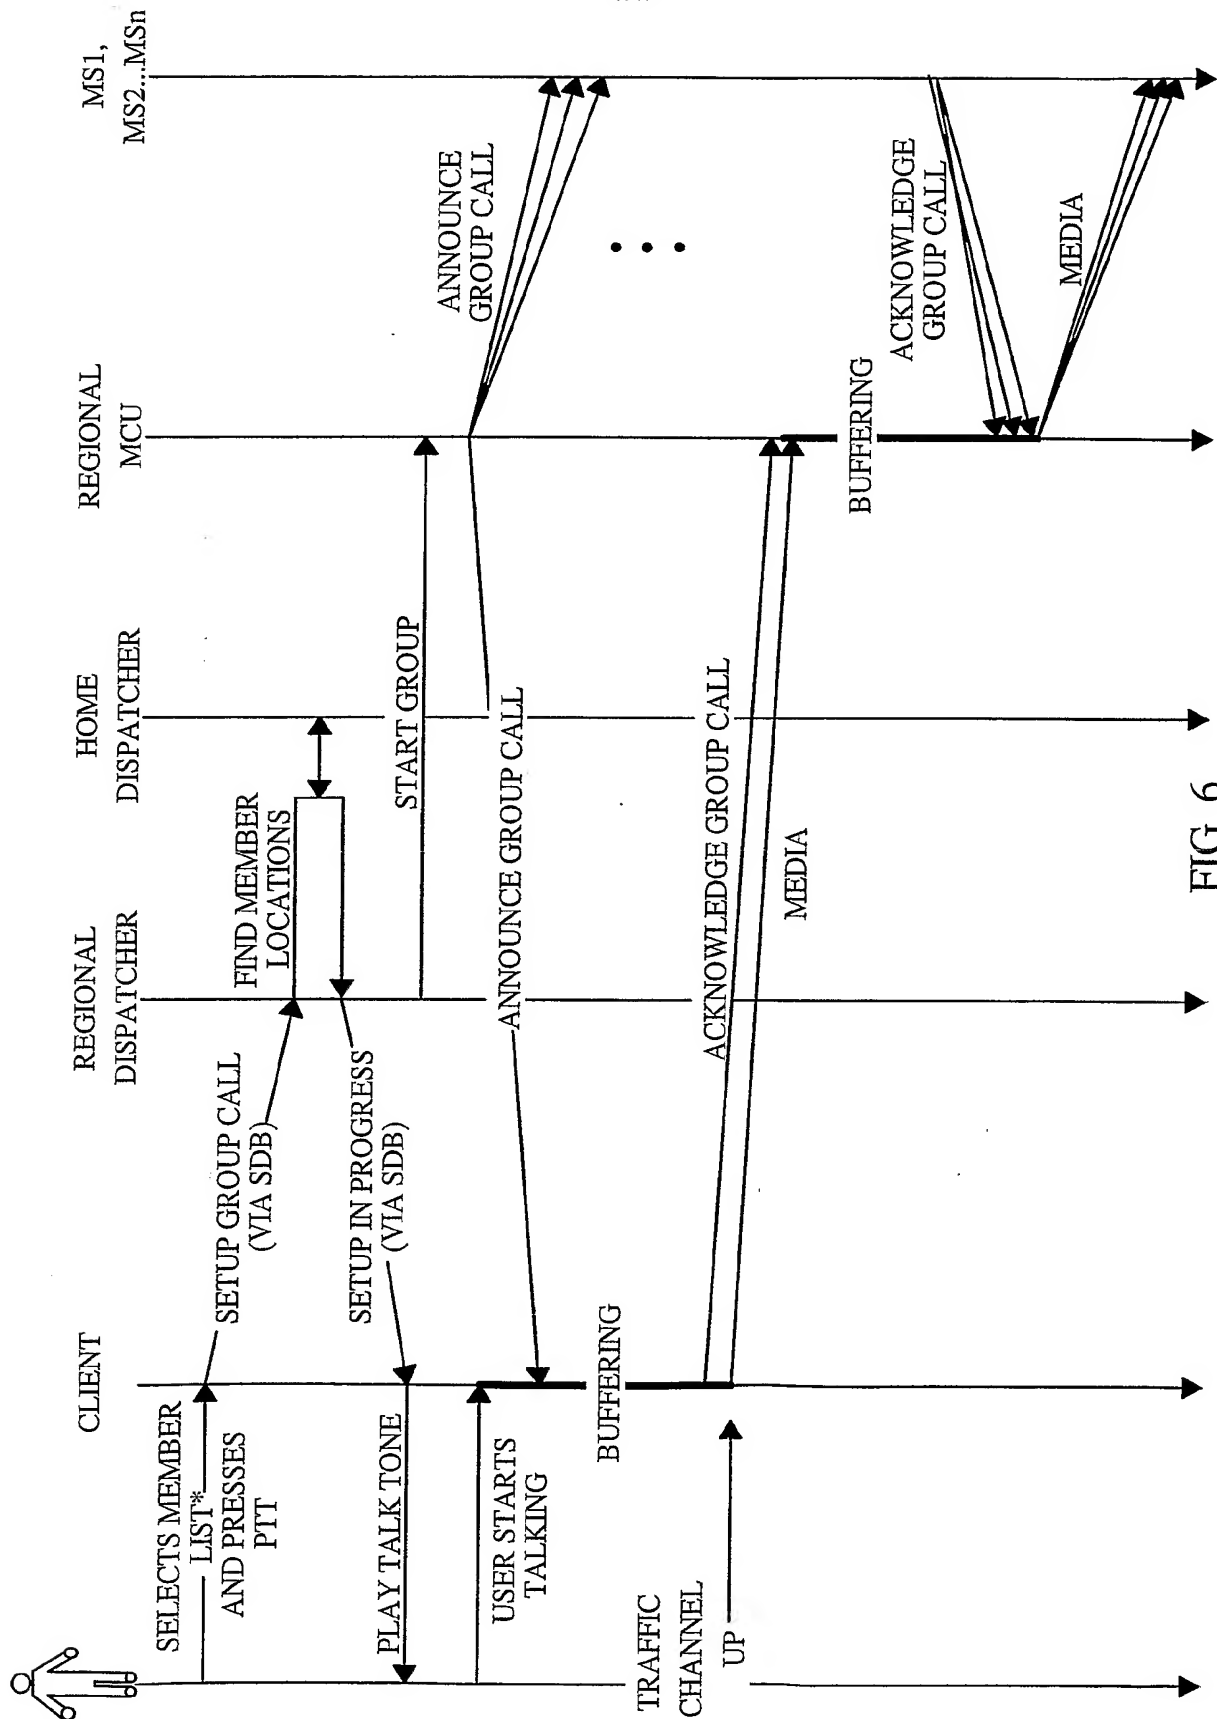 CLIENT
REGIONAL
DISPATCHER
HOME
DISPATCHER
REGIONAL
MCU
MS1,
MS2...MSn
SELECTS MEMBER
LIST*
AND PRESSES
PTT
SETUP GROUP CALL
(VIA SDB)
FIND MEMBER
LOCATIONS
SETUP IN PROGRESS
(VIA SDB)
PLAY TALK TONE
START GROUP
USER STARTS
TALKING
ANNOUNCE GROUP CALL
ANNOUNCE
GROUP CALL
BUFFERING
TRAFFIC
CHANNEL
UP
ACKNOWLEDGE GROUP CALL
MEDIA
BUFFERING
ACKNOWLEDGE
GROUP CALL
MEDIA
FIG. 6